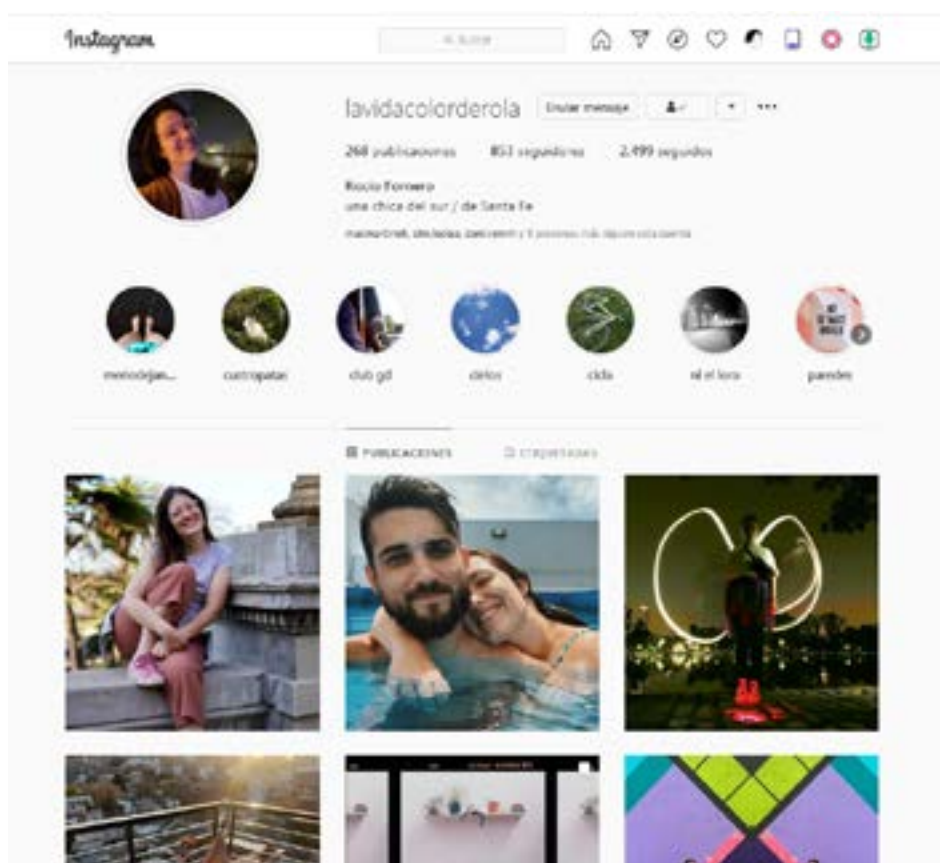 Instagram
lavidacolorderola Enviar mensaje
268 publicaciones 853 seguidores 2.499 seguidos
Rocío Fornero
una chica del sur / de Santa Fe
cuatropatas club gd cielos clda ni el loro paredes
PUBLICACIONES ETIQUETADAS